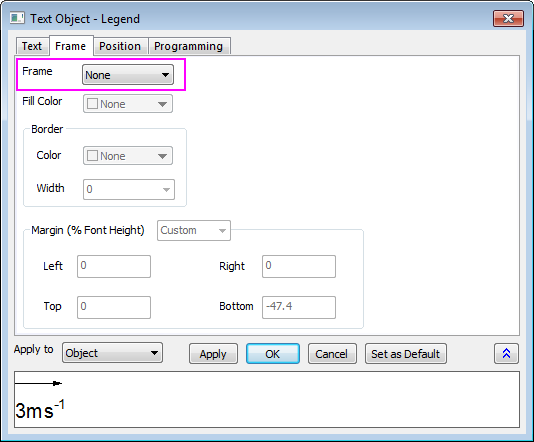 Text Object - Legend
Text Frame Position Programming
Frame None
Fill Color None
Border
Color None
Width 0
Margin (% Font Height) Custom
Left 0 Right 0
Top 0 Bottom -47.4
Apply to Object Apply OK Cancel Set as Default
3ms⁻¹